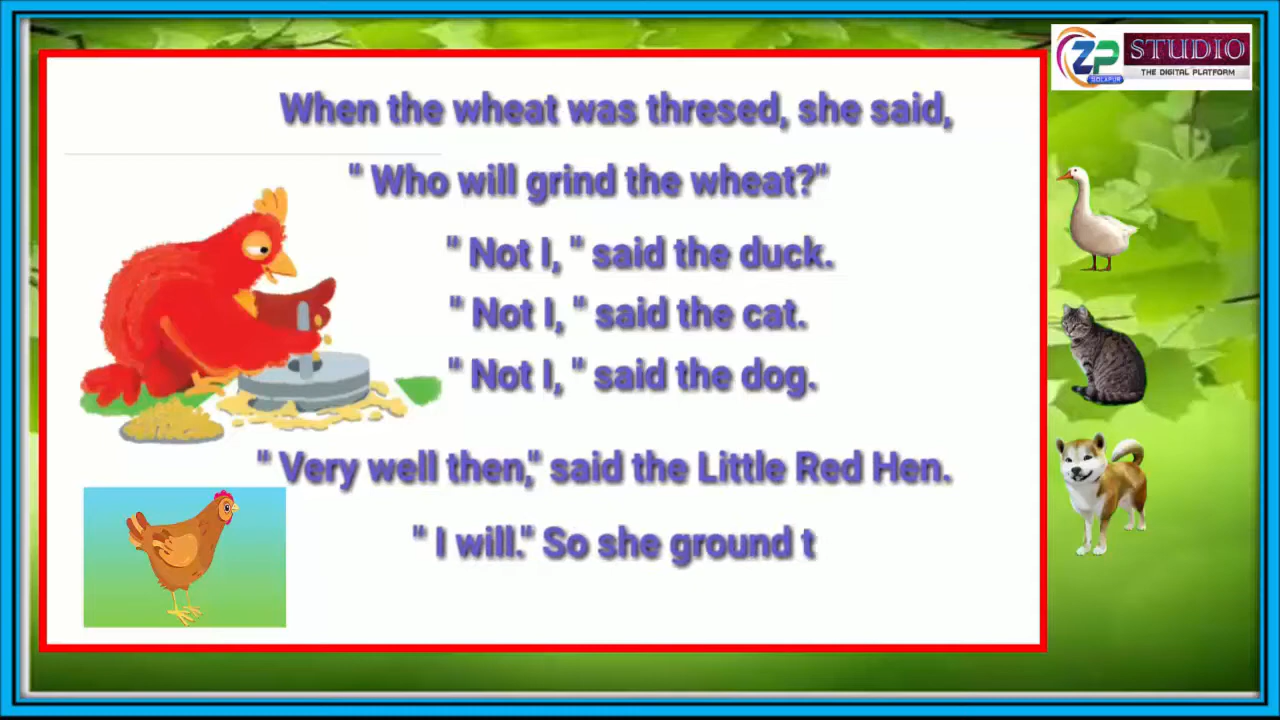 ZP STUDIO
SOLAPUR
THE DIGITAL PLATFORM
When the wheat was thresed, she said,
" Who will grind the wheat?"
" Not I, " said the duck.
" Not I, " said the cat.
" Not I, " said the dog.
" Very well then," said the Little Red Hen.
" I will." So she ground t